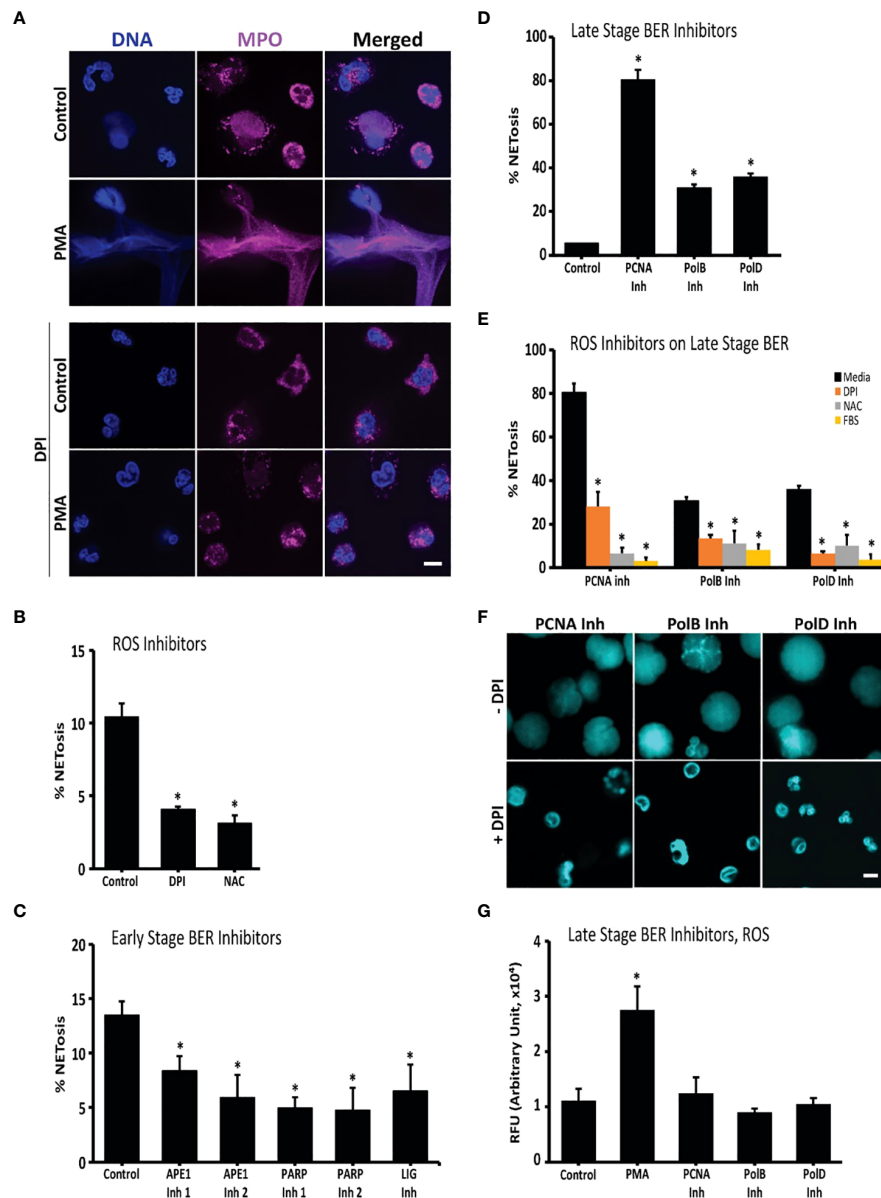 A
DNA MPO Merged
Control
PMA
DPI
Control
PMA
B
ROS Inhibitors
% NETosis
15
10
5
0
*
*
Control DPI NAC
C
Early Stage BER Inhibitors
% NETosis
20
15
10
5
0
*
*
*
*
*
Control APE1 APE1 PARP PARP LIG
Inh 1 Inh 2 Inh 1 Inh 2 Inh
D
Late Stage BER Inhibitors
% NETosis
100
80
60
40
20
0
*
*
*
Control PCNA PolB PolD
Inh Inh Inh
E
ROS Inhibitors on Late Stage BER
% NETosis
100
80
60
40
20
0
Media
DPI
NAC
FBS
*
*
*
*
*
*
*
*
*
PCNA inh PolB Inh PolD Inh
F
PCNA Inh PolB Inh PolD Inh
- DPI
+ DPI
G
Late Stage BER Inhibitors, ROS
RFU (Arbitrary Unit, x10⁴)
4
3
2
1
0
*
Control PMA PCNA PolB PolD
Inh Inh Inh